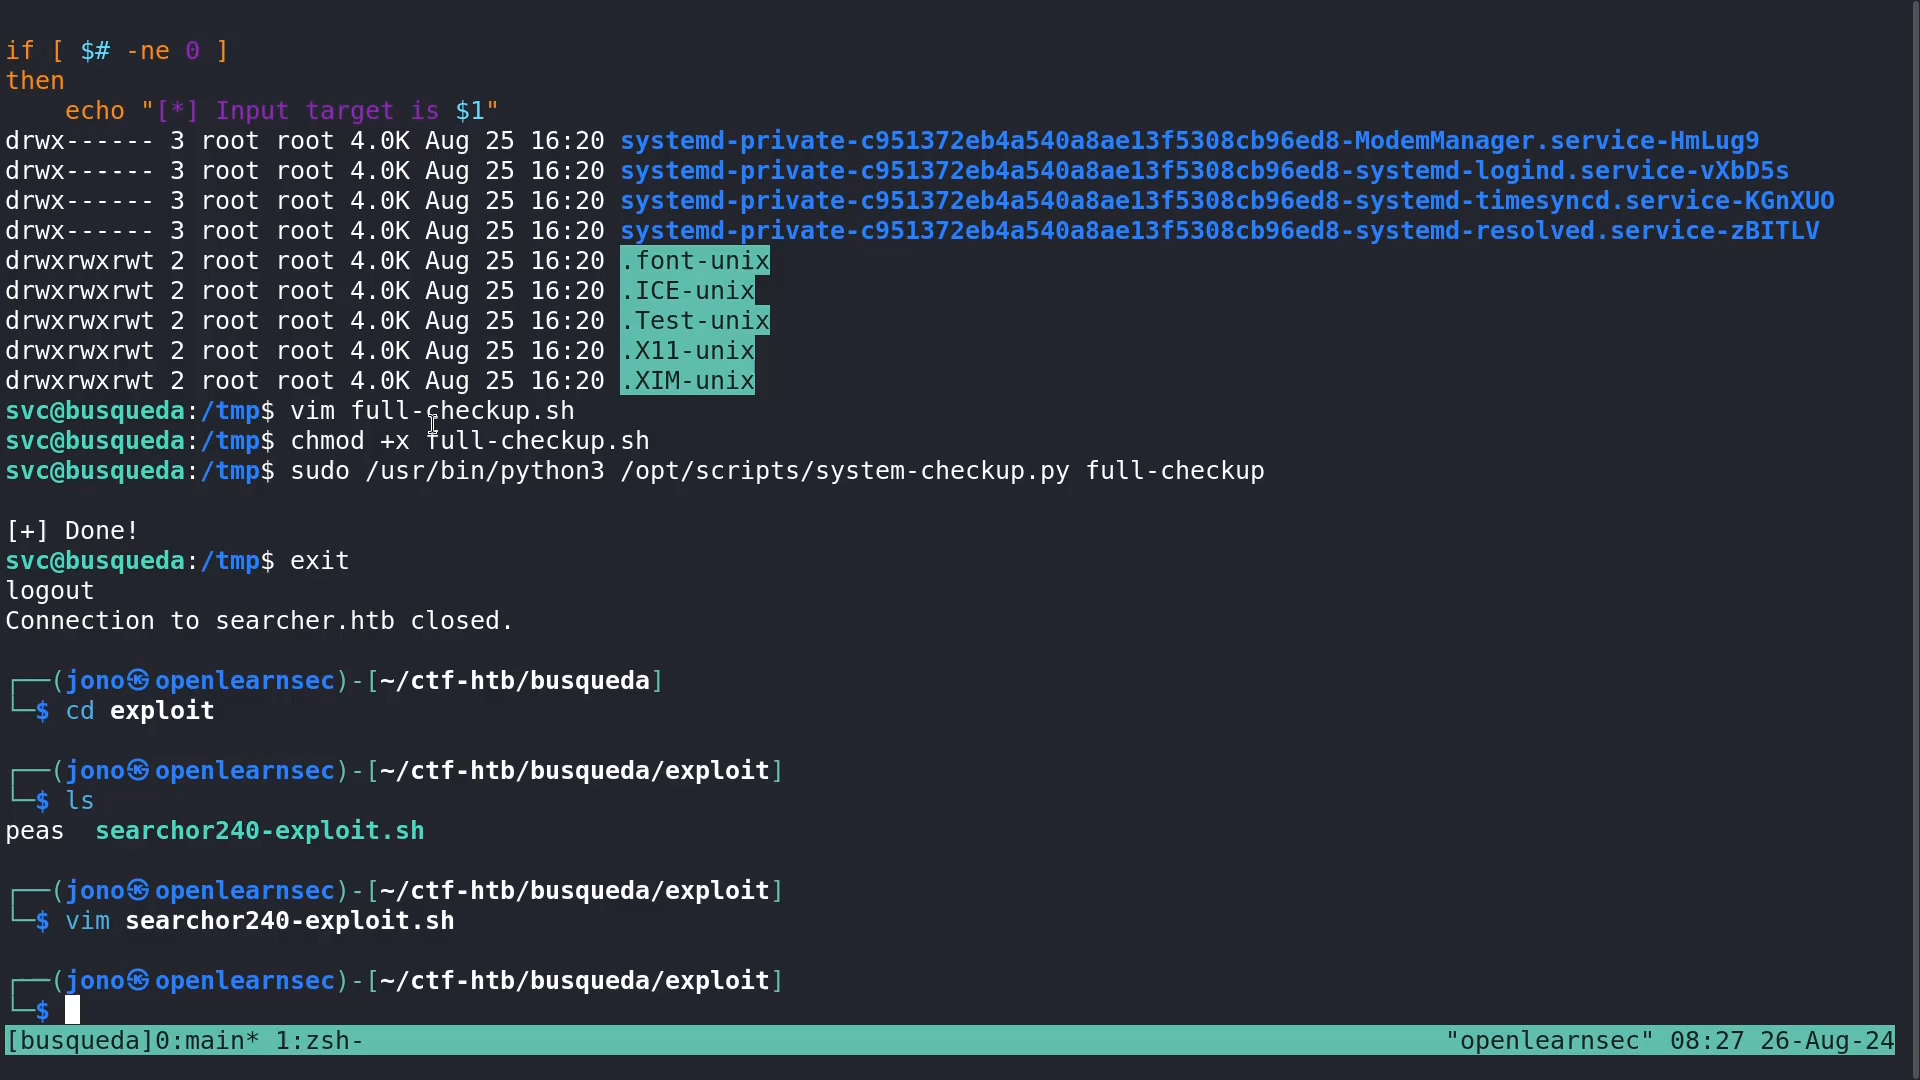 if [ $# -ne 0 ]
then
    echo "[*] Input target is $1"
drwx------ 3 root root 4.0K Aug 25 16:20 systemd-private-c951372eb4a540a8ae13f5308cb96ed8-ModemManager.service-HmLug9
drwx------ 3 root root 4.0K Aug 25 16:20 systemd-private-c951372eb4a540a8ae13f5308cb96ed8-systemd-logind.service-vXbD5s
drwx------ 3 root root 4.0K Aug 25 16:20 systemd-private-c951372eb4a540a8ae13f5308cb96ed8-systemd-timesyncd.service-KGnXUO
drwx------ 3 root root 4.0K Aug 25 16:20 systemd-private-c951372eb4a540a8ae13f5308cb96ed8-systemd-resolved.service-zBITLV
drwxrwxrwt 2 root root 4.0K Aug 25 16:20 .font-unix
drwxrwxrwt 2 root root 4.0K Aug 25 16:20 .ICE-unix
drwxrwxrwt 2 root root 4.0K Aug 25 16:20 .Test-unix
drwxrwxrwt 2 root root 4.0K Aug 25 16:20 .X11-unix
drwxrwxrwt 2 root root 4.0K Aug 25 16:20 .XIM-unix
svc@busqueda:/tmp$ vim full-checkup.sh
svc@busqueda:/tmp$ chmod +x full-checkup.sh
svc@busqueda:/tmp$ sudo /usr/bin/python3 /opt/scripts/system-checkup.py full-checkup
[+] Done!
svc@busqueda:/tmp$ exit
logout
Connection to searcher.htb closed.
┌──(jono㉿openlearnsec)-[~/ctf-htb/busqueda]
└─$ cd exploit
┌──(jono㉿openlearnsec)-[~/ctf-htb/busqueda/exploit]
└─$ ls
peas  searchor240-exploit.sh
┌──(jono㉿openlearnsec)-[~/ctf-htb/busqueda/exploit]
└─$ vim searchor240-exploit.sh
┌──(jono㉿openlearnsec)-[~/ctf-htb/busqueda/exploit]
└─$
[busqueda]0:main* 1:zsh- "openlearnsec" 08:27 26-Aug-24